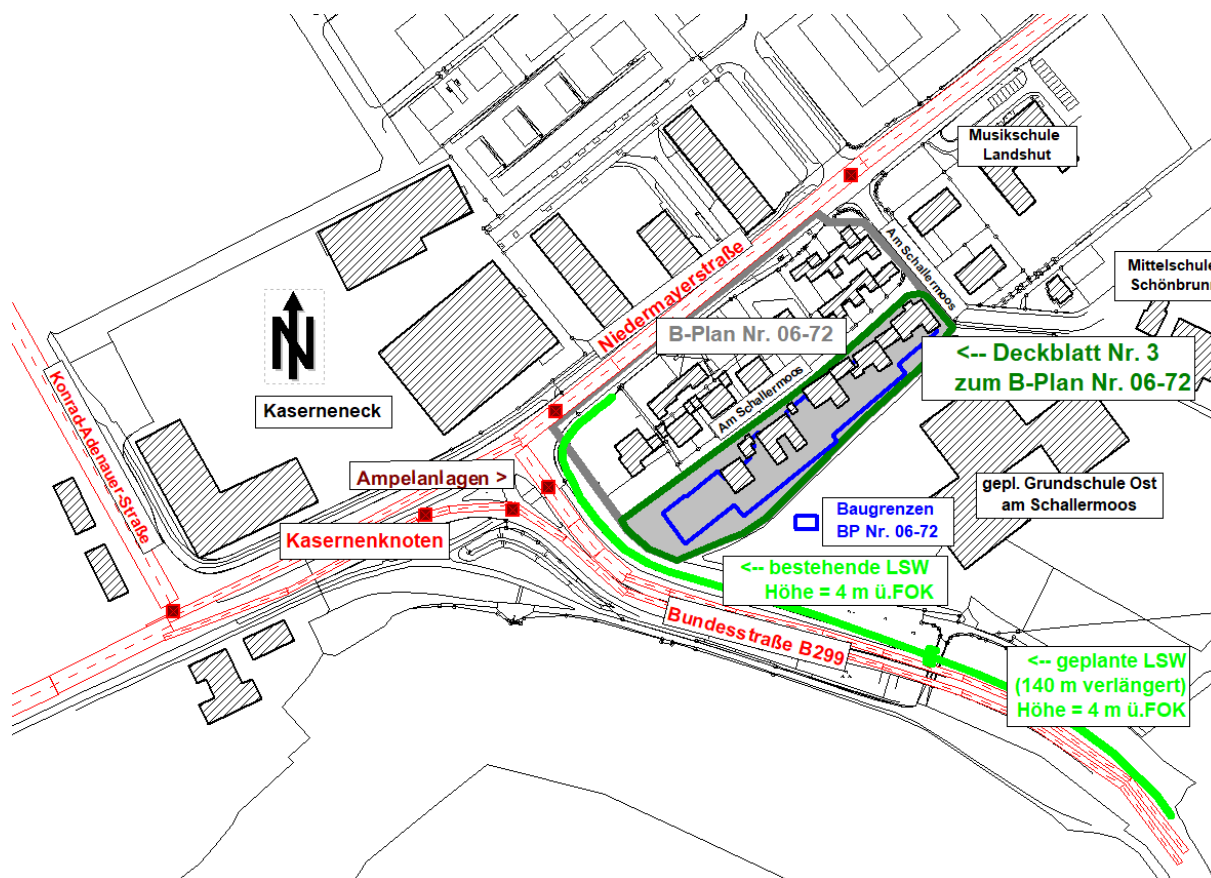 Musikschule
Landshut
Am Schallermoos
Mittelschule
Schönbrunn
Niedermayerstraße
B-Plan Nr. 06-72
<-- Deckblatt Nr. 3
zum B-Plan Nr. 06-72
N
Kaserneneck
Konrad-Adenauer-Straße
Am Schallermoos
Ampelanlagen >
gepl. Grundschule Ost
am Schallermoos
Baugrenzen
BP Nr. 06-72
Kasernenknoten
<-- bestehende LSW
Höhe = 4 m ü.FOK
Bundesstraße B299
<-- geplante LSW
(140 m verlängert)
Höhe = 4 m ü.FOK